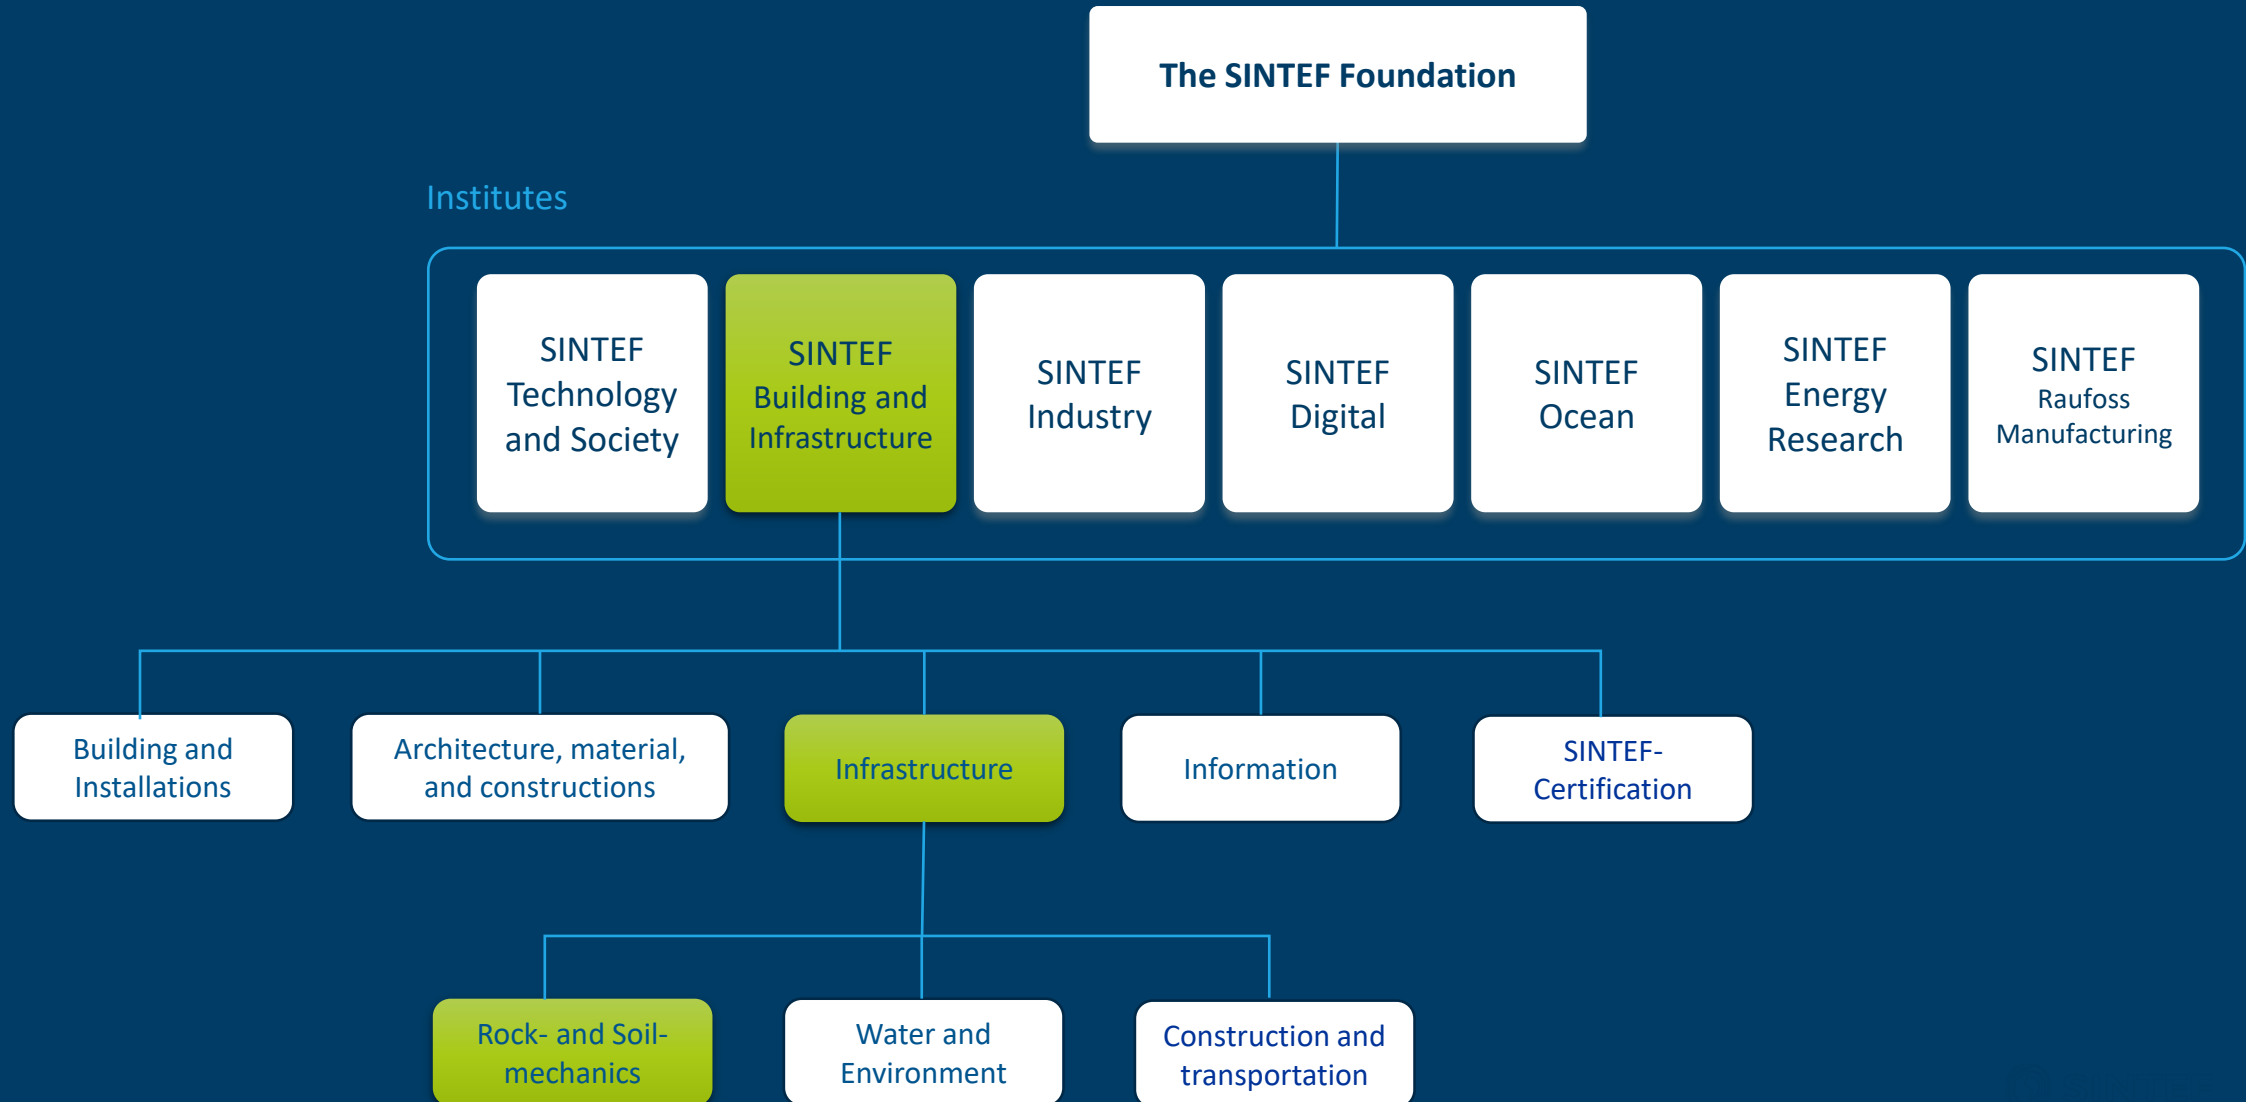 The SINTEF Foundation
Institutes
SINTEF
Technology
and Society
SINTEF
Building and
Infrastructure
SINTEF
Industry
SINTEF
Digital
SINTEF
Ocean
SINTEF
Energy
Research
SINTEF
Raufoss
Manufacturing
Building and
Installations
Architecture, material,
and constructions
Infrastructure
Information
SINTEF-
Certification
Rock- and Soil-
mechanics
Water and
Environment
Construction and
transportation